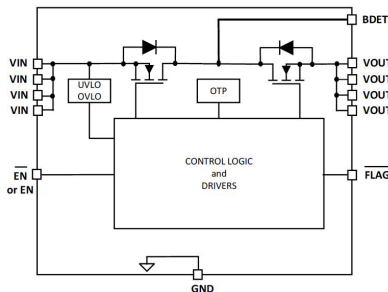 BDET
VIN
VIN
VIN
VIN
UVLO
OVLO
OTP
VOUT
VOUT
VOUT
VOUT
CONTROL LOGIC
and
DRIVERS
EN
or EN
FLAG
GND